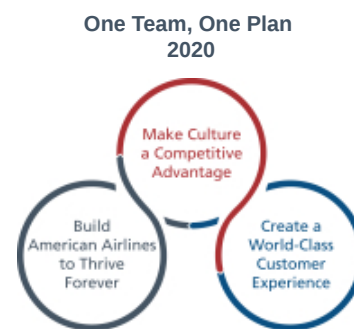 One Team, One Plan
2020
Make Culture
a Competitive
Advantage
Build
American Airlines
to Thrive
Forever
Create a
World-Class
Customer
Experience